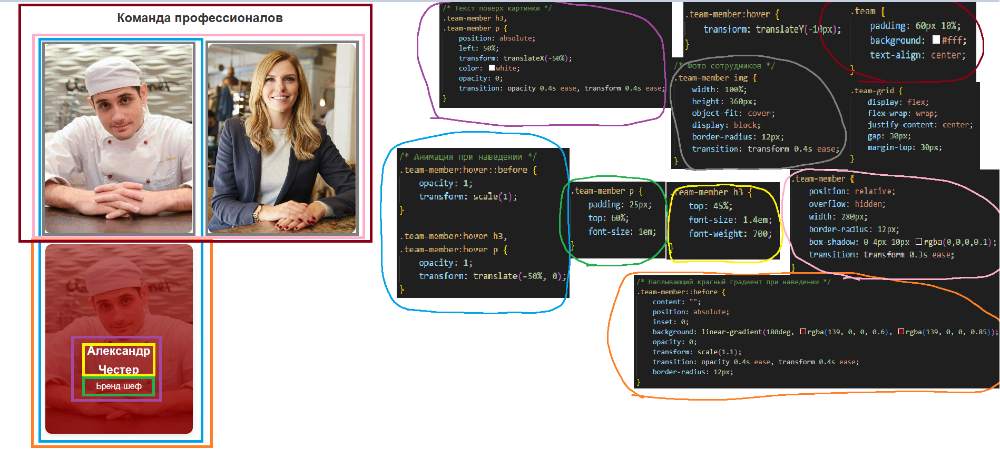 Команда профессионалов
Александр
Честер
Бренд-шеф
/* Текст поверх картинки */
.team-member h3,
.team-member p {
position: absolute;
left: 50%;
transform: translateX(-50%);
color: white;
opacity: 0;
transition: opacity 0.4s ease, transform 0.4s ease;
}
.team-member:hover {
transform: translateY(-10px);
}
.team {
padding: 60px 10%;
background: #fff;
text-align: center;
}
/* Фото сотрудников */
.team-member img {
width: 100%;
height: 360px;
object-fit: cover;
display: block;
border-radius: 12px;
transition: transform 0.4s ease;
}
.team-grid {
display: flex;
flex-wrap: wrap;
justify-content: center;
gap: 30px;
margin-top: 30px;
}
/* Анимация при наведении */
.team-member:hover::before {
opacity: 1;
transform: scale(1);
}
.team-member:hover h3,
.team-member:hover p {
opacity: 1;
transform: translate(-50%, 0);
}
.team-member p {
padding: 25px;
top: 60%;
font-size: 1em;
}
.team-member h3 {
top: 45%;
font-size: 1.4em;
font-weight: 700;
}
.team-member {
position: relative;
overflow: hidden;
width: 280px;
border-radius: 12px;
box-shadow: 0 4px 10px rgba(0,0,0,0.1);
transition: transform 0.3s ease;
}
/* Наплывающий красный градиент при наведении */
.team-member::before {
content: "";
position: absolute;
inset: 0;
background: linear-gradient(180deg, rgba(139, 0, 0, 0.6), rgba(139, 0, 0, 0.85));
opacity: 0;
transform: scale(1.1);
transition: opacity 0.4s ease, transform 0.4s ease;
border-radius: 12px;
}